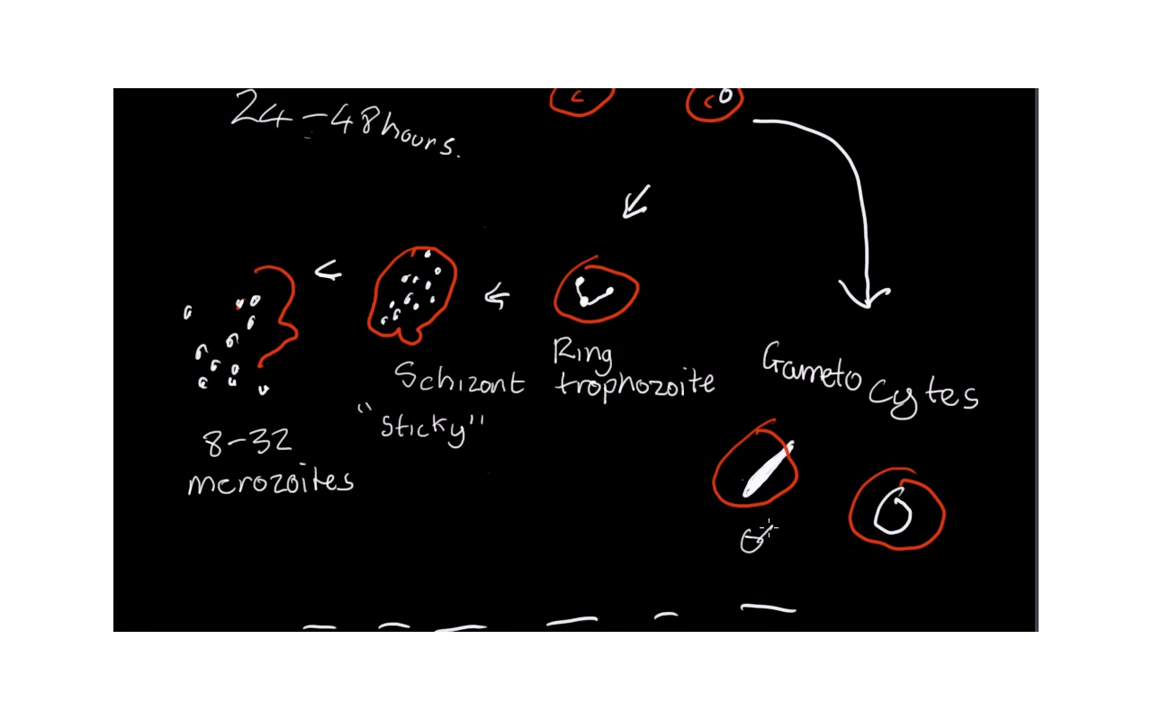 24-48hours.
Ring
trophozoite
Schizont
"sticky"
8-32
merozoites
Gametocytes